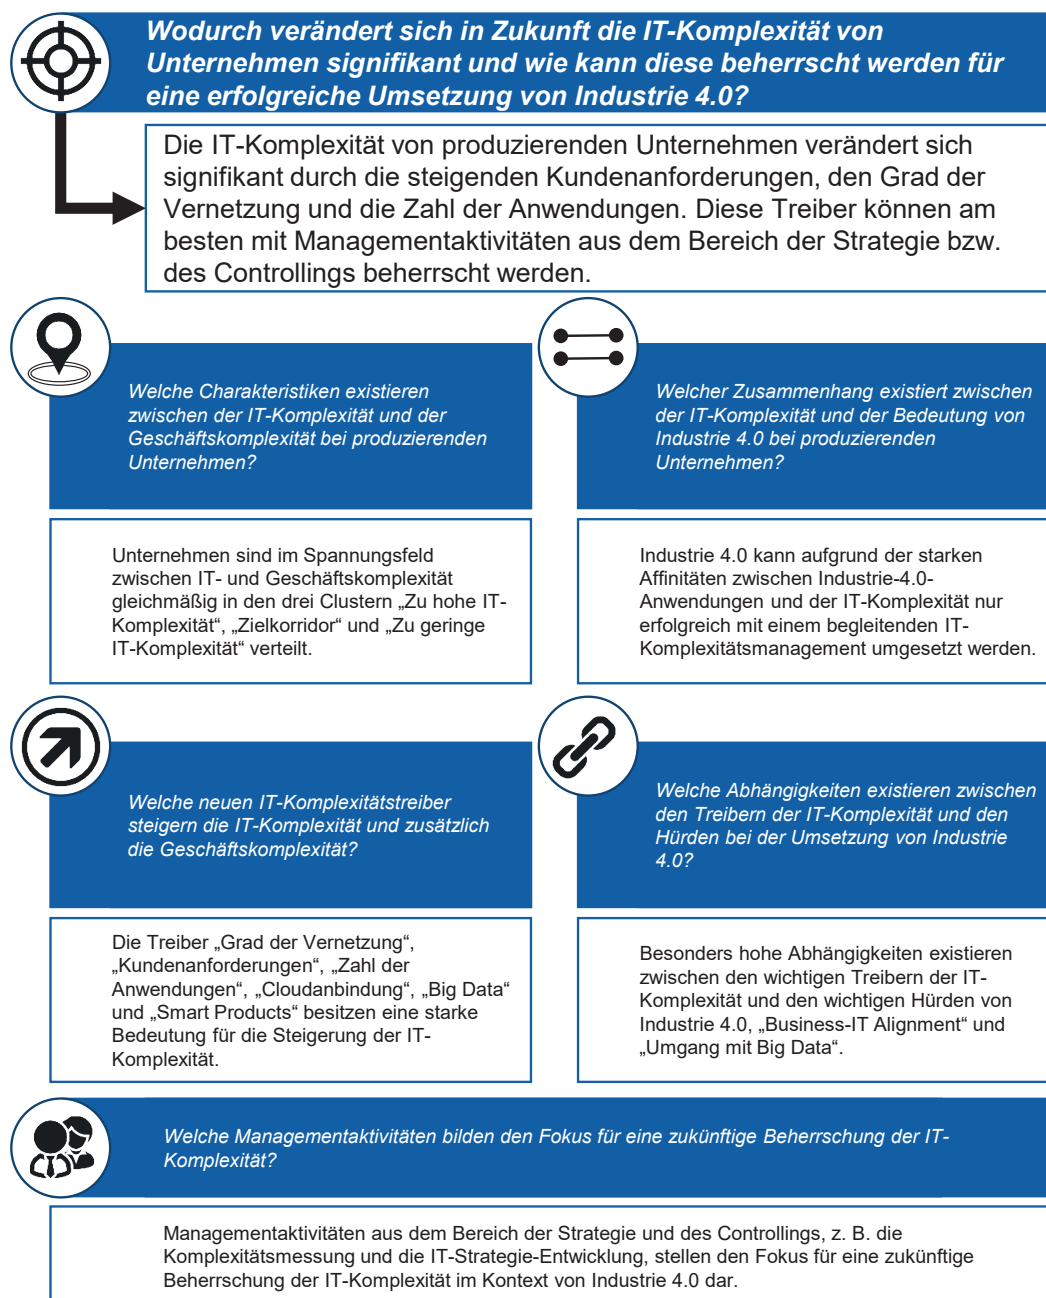 Wodurch verändert sich in Zukunft die IT-Komplexität von
Unternehmen signifikant und wie kann diese beherrscht werden für
eine erfolgreiche Umsetzung von Industrie 4.0?
Die IT-Komplexität von produzierenden Unternehmen verändert sich
signifikant durch die steigenden Kundenanforderungen, den Grad der
Vernetzung und die Zahl der Anwendungen. Diese Treiber können am
besten mit Managementaktivitäten aus dem Bereich der Strategie bzw.
des Controllings beherrscht werden.
Welche Charakteristiken existieren
zwischen der IT-Komplexität und der
Geschäftskomplexität bei produzierenden
Unternehmen?
Unternehmen sind im Spannungsfeld
zwischen IT- und Geschäftskomplexität
gleichmäßig in den drei Clustern „Zu hohe IT-
Komplexität“, „Zielkorridor“ und „Zu geringe
IT-Komplexität“ verteilt.
Welcher Zusammenhang existiert zwischen
der IT-Komplexität und der Bedeutung von
Industrie 4.0 bei produzierenden
Unternehmen?
Industrie 4.0 kann aufgrund der starken
Affinitäten zwischen Industrie-4.0-
Anwendungen und der IT-Komplexität nur
erfolgreich mit einem begleitenden IT-
Komplexitätsmanagement umgesetzt werden.
Welche neuen IT-Komplexitätstreiber
steigern die IT-Komplexität und zusätzlich
die Geschäftskomplexität?
Die Treiber „Grad der Vernetzung“,
„Kundenanforderungen“, „Zahl der
Anwendungen“, „Cloudanbindung“, „Big Data“
und „Smart Products“ besitzen eine starke
Bedeutung für die Steigerung der IT-
Komplexität.
Welche Abhängigkeiten existieren zwischen
den Treibern der IT-Komplexität und den
Hürden bei der Umsetzung von Industrie
4.0?
Besonders hohe Abhängigkeiten existieren
zwischen den wichtigen Treibern der IT-
Komplexität und den wichtigen Hürden von
Industrie 4.0, „Business-IT Alignment“ und
„Umgang mit Big Data“.
Welche Managementaktivitäten bilden den Fokus für eine zukünftige Beherrschung der IT-
Komplexität?
Managementaktivitäten aus dem Bereich der Strategie und des Controllings, z. B. die
Komplexitätsmessung und die IT-Strategie-Entwicklung, stellen den Fokus für eine zukünftige
Beherrschung der IT-Komplexität im Kontext von Industrie 4.0 dar.